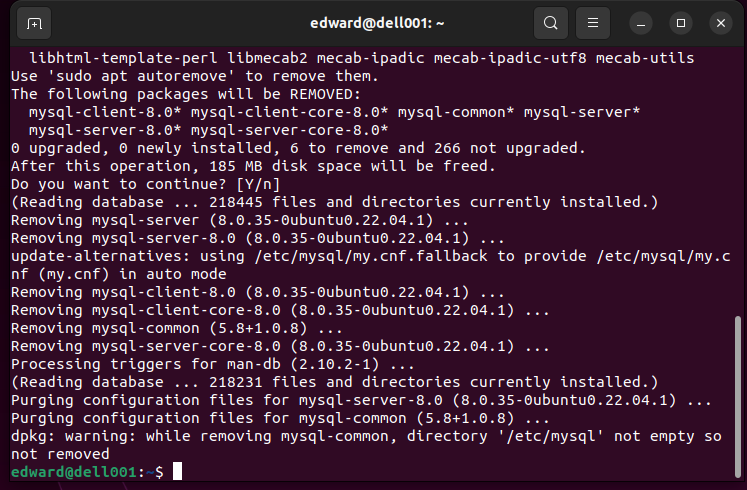 edward@dell001: ~
libhtml-template-perl libmecab2 mecab-ipadic mecab-ipadic-utf8 mecab-utils
Use 'sudo apt autoremove' to remove them.
The following packages will be REMOVED:
mysql-client-8.0* mysql-client-core-8.0* mysql-common* mysql-server*
mysql-server-8.0* mysql-server-core-8.0*
0 upgraded, 0 newly installed, 6 to remove and 266 not upgraded.
After this operation, 185 MB disk space will be freed.
Do you want to continue? [Y/n]
(Reading database ... 218445 files and directories currently installed.)
Removing mysql-server (8.0.35-0ubuntu0.22.04.1) ...
Removing mysql-server-8.0 (8.0.35-0ubuntu0.22.04.1) ...
update-alternatives: using /etc/mysql/my.cnf.fallback to provide /etc/mysql/my.c
nf (my.cnf) in auto mode
Removing mysql-client-8.0 (8.0.35-0ubuntu0.22.04.1) ...
Removing mysql-client-core-8.0 (8.0.35-0ubuntu0.22.04.1) ...
Removing mysql-common (5.8+1.0.8) ...
Removing mysql-server-core-8.0 (8.0.35-0ubuntu0.22.04.1) ...
Processing triggers for man-db (2.10.2-1) ...
(Reading database ... 218231 files and directories currently installed.)
Purging configuration files for mysql-server-8.0 (8.0.35-0ubuntu0.22.04.1) ...
Purging configuration files for mysql-common (5.8+1.0.8) ...
dpkg: warning: while removing mysql-common, directory '/etc/mysql' not empty so
not removed
edward@dell001:~$